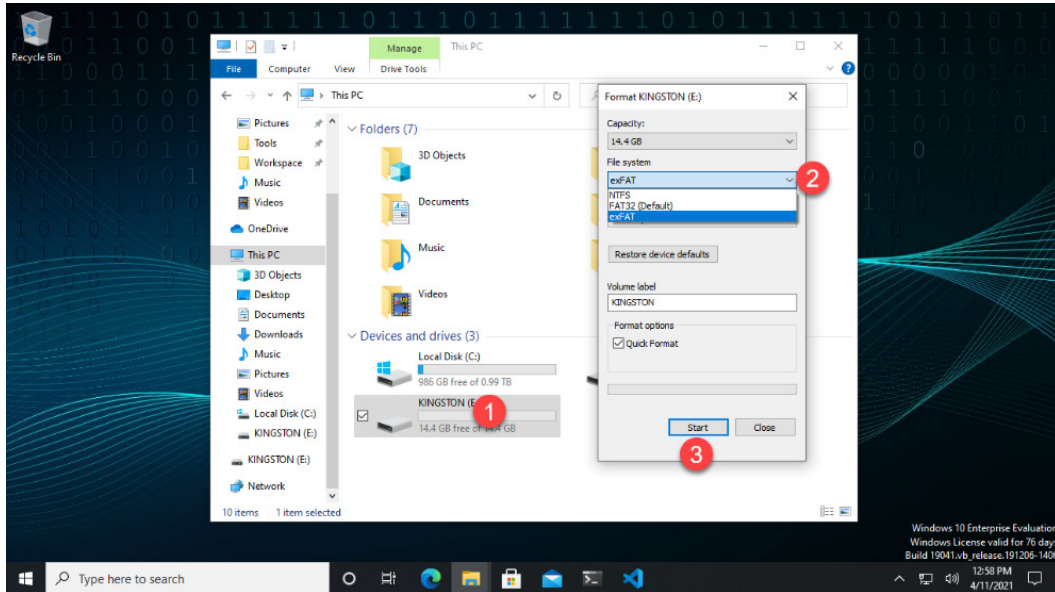 Recycle Bin
Manage
This PC
File
Computer
View
Drive Tools
This PC
Pictures
Tools
Workspace
Music
Videos
OneDrive
This PC
3D Objects
Desktop
Documents
Downloads
Music
Pictures
Videos
Local Disk (C:)
KINGSTON (E:)
KINGSTON (E:)
Network
Folders (7)
3D Objects
Documents
Music
Videos
Devices and drives (3)
Local Disk (C:)
986 GB free of 0.99 TB
KINGSTON (E
1
14.4 GB free of 14.4 GB
10 items
1 item selected
Format KINGSTON (E:)
Capacity:
14.4 GB
File system
exFAT
2
NTFS
FAT32 (Default)
exFAT
Restore device defaults
Volume label
KINGSTON
Format options
Quick Format
Start
Close
3
Windows 10 Enterprise Evaluation
Windows License valid for 76 day
Build 19041.vb_release.191206-140
Type here to search
12:58 PM
4/11/2021